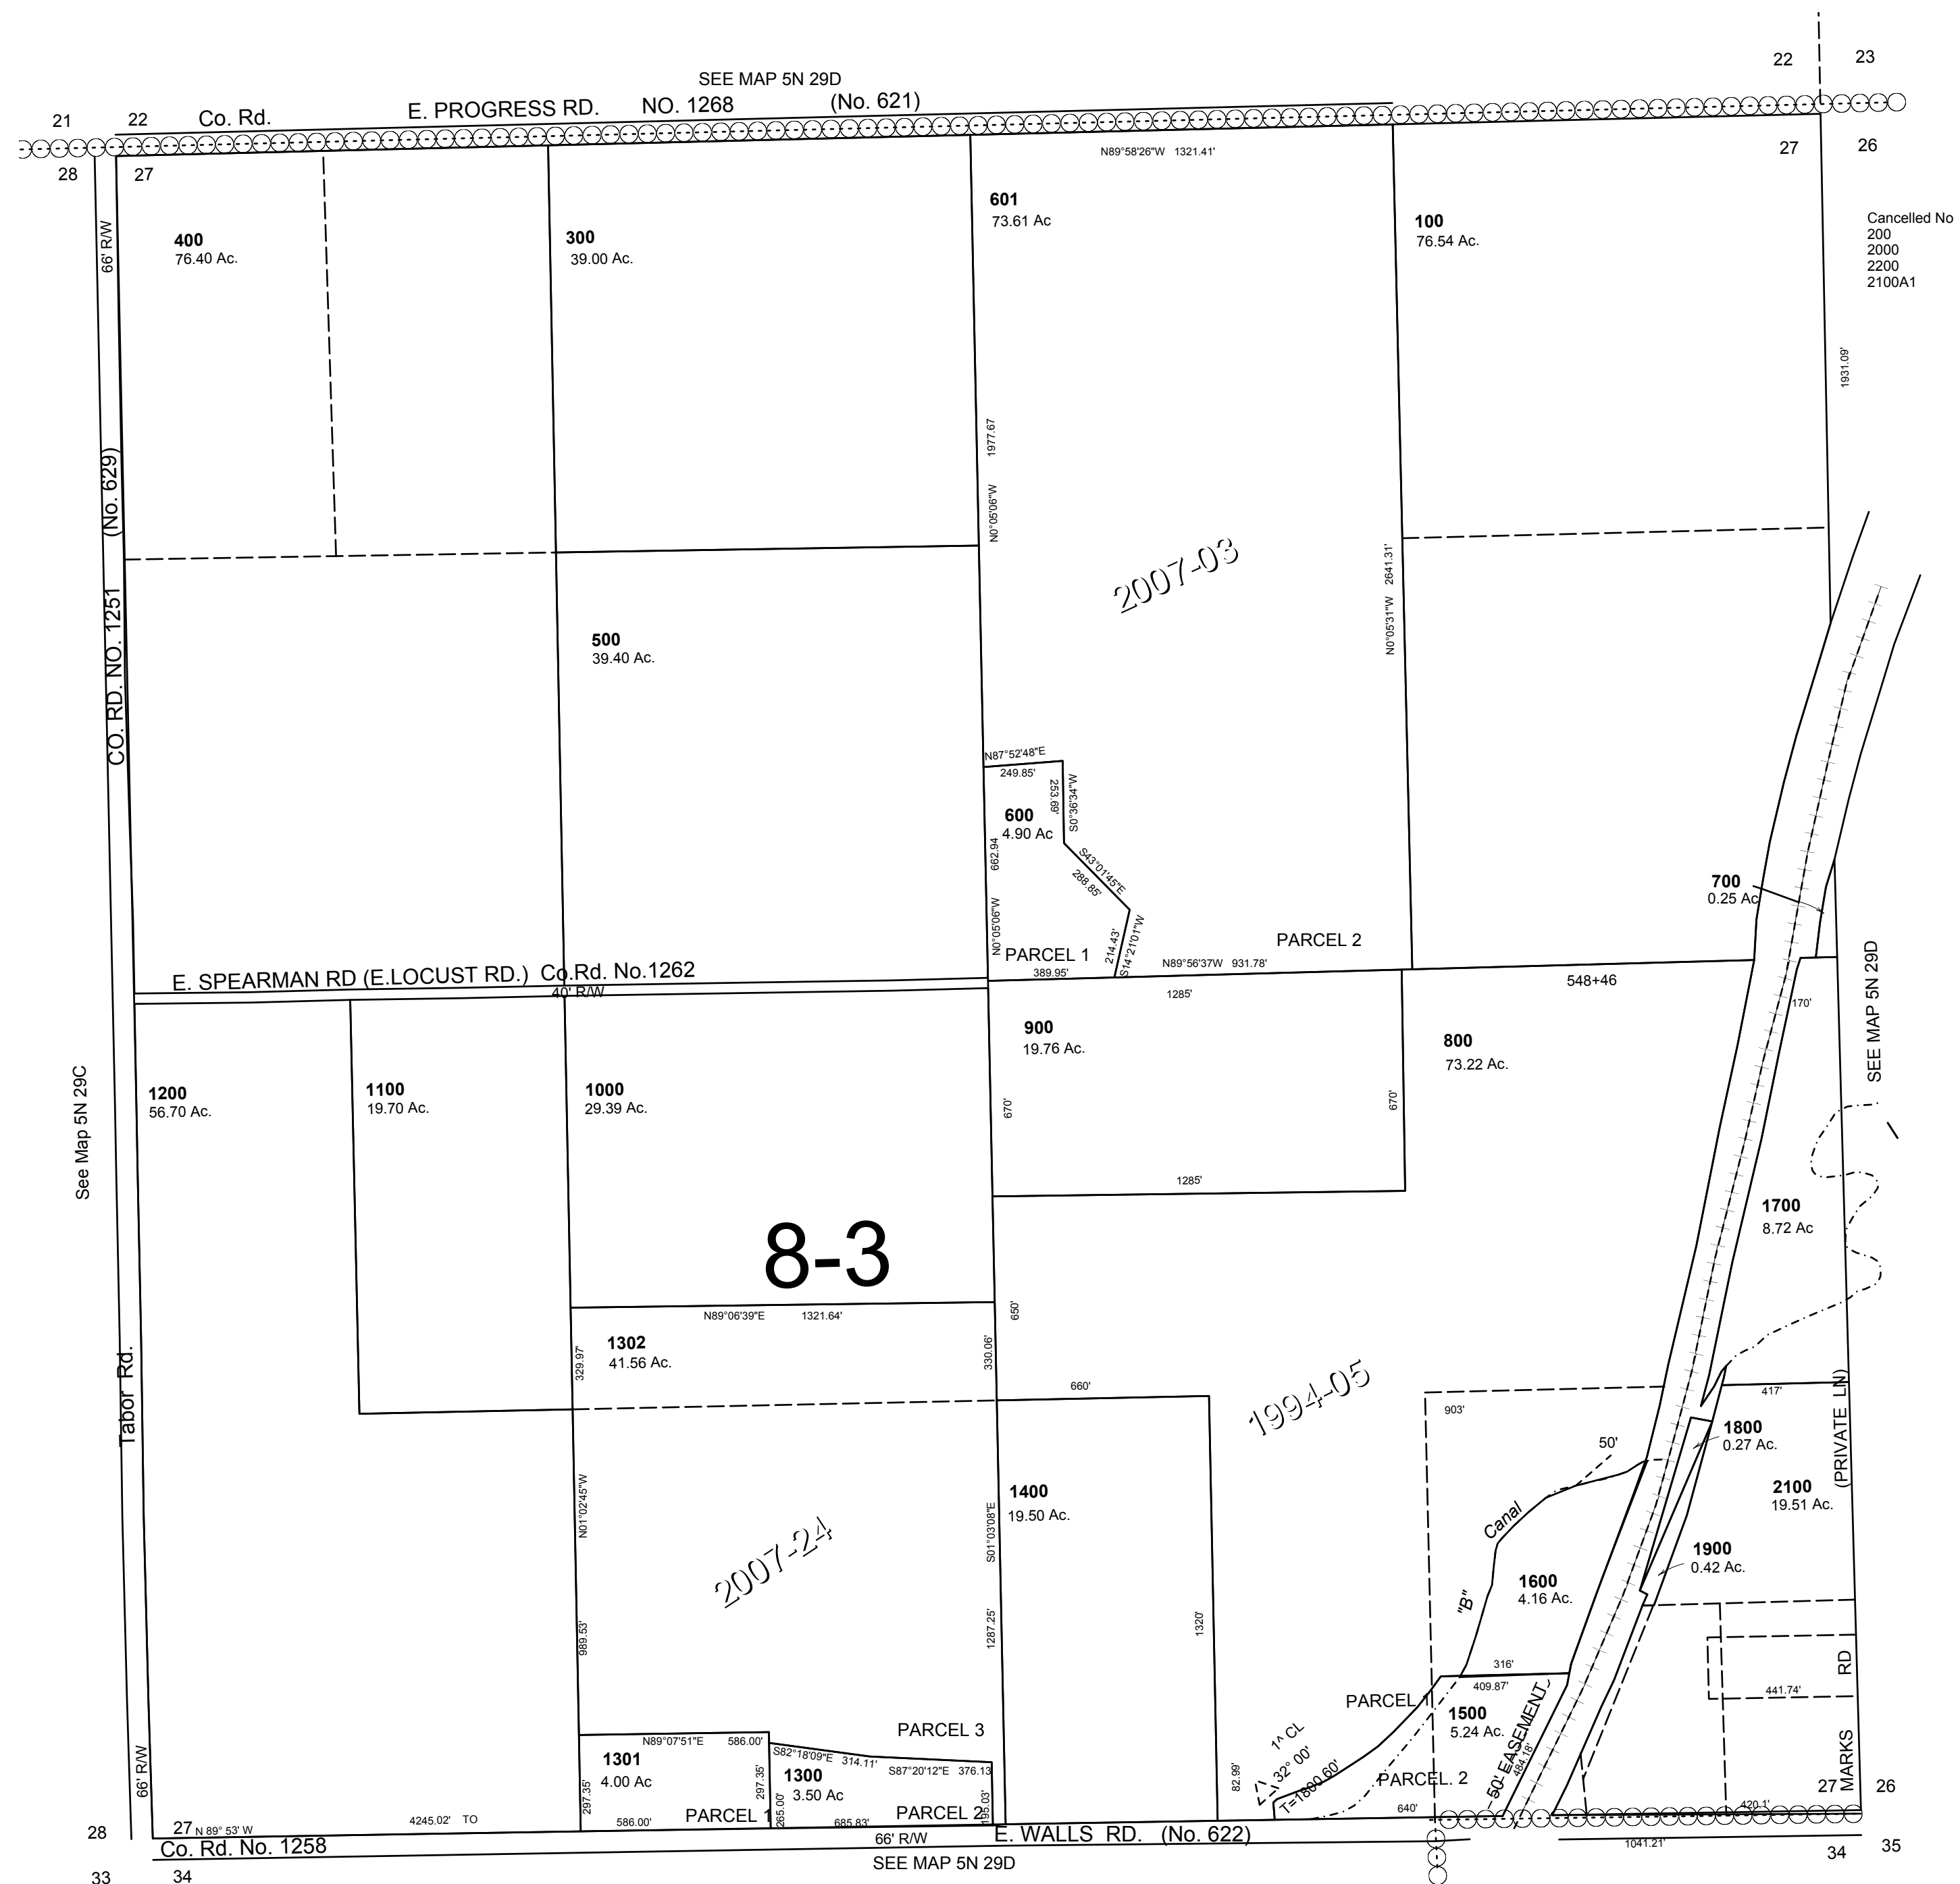 SEE MAP 5N 29D
22
23
21
22
Co. Rd.
E. PROGRESS RD.
NO. 1268
(No. 621)
28
27
27
26
N89°58'26"W 1321.41'
66' R/W
400
76.40 Ac.
300
39.00 Ac.
601
73.61 Ac
100
76.54 Ac.
Cancelled No
200
2000
2200
2100A1
1931.09'
1977.67
N0°05'06"W
CO. RD. NO. 1251 (No. 629)
2007-03
N0°05'31"W 2641.31'
500
39.40 Ac.
N87°52'48"E
249.85'
253.69'
S0°36'34"W
600
4.90 Ac
662.94
N0°05'06"W
S43°01'45"E
288.85'
214.43'
S14°21'01"W
700
0.25 Ac
PARCEL 1
389.95'
PARCEL 2
N89°56'37W 931.78'
E. SPEARMAN RD (E.LOCUST RD.) Co.Rd. No.1262
40' R/W
1285'
548+46
170'
SEE MAP 5N 29D
900
19.76 Ac.
800
73.22 Ac.
1200
56.70 Ac.
1100
19.70 Ac.
1000
29.39 Ac.
670'
670'
See Map 5N 29C
1285'
1700
8.72 Ac
8-3
N89°06'39"E 1321.64'
650'
1302
41.56 Ac.
329.97'
330.06'
Tabor Rd.
660'
1994-05
903'
417'
(PRIVATE LN)
1800
0.27 Ac.
50'
2100
19.51 Ac.
1400
19.50 Ac.
N01°02'45"W
S01°03'08"E
Canal
"B"
2007-24
1900
0.42 Ac.
1600
4.16 Ac.
989.53'
1287.25'
1320'
316'
409.87'
441.74'
RD
MARKS
PARCEL 1
1500
5.24 Ac.
50' EASEMENT
484.18'
PARCEL 3
N89°07'51"E 586.00'
S82°18'09"E 314.11'
S87°20'12"E 376.13
1301
4.00 Ac
1300
3.50 Ac
297.35'
297.35'
265.00'
195.03'
82.99'
1^ CL
32° 00'
T=1800.60'
PARCEL. 2
66' R/W
27
26
640'
420.1'
PARCEL 1
PARCEL 2
586.00'
685.83'
28
27
N 89° 53' W
4245.02' TO
Co. Rd. No. 1258
66' R/W
E. WALLS RD. (No. 622)
1041.21'
33
34
SEE MAP 5N 29D
34
35